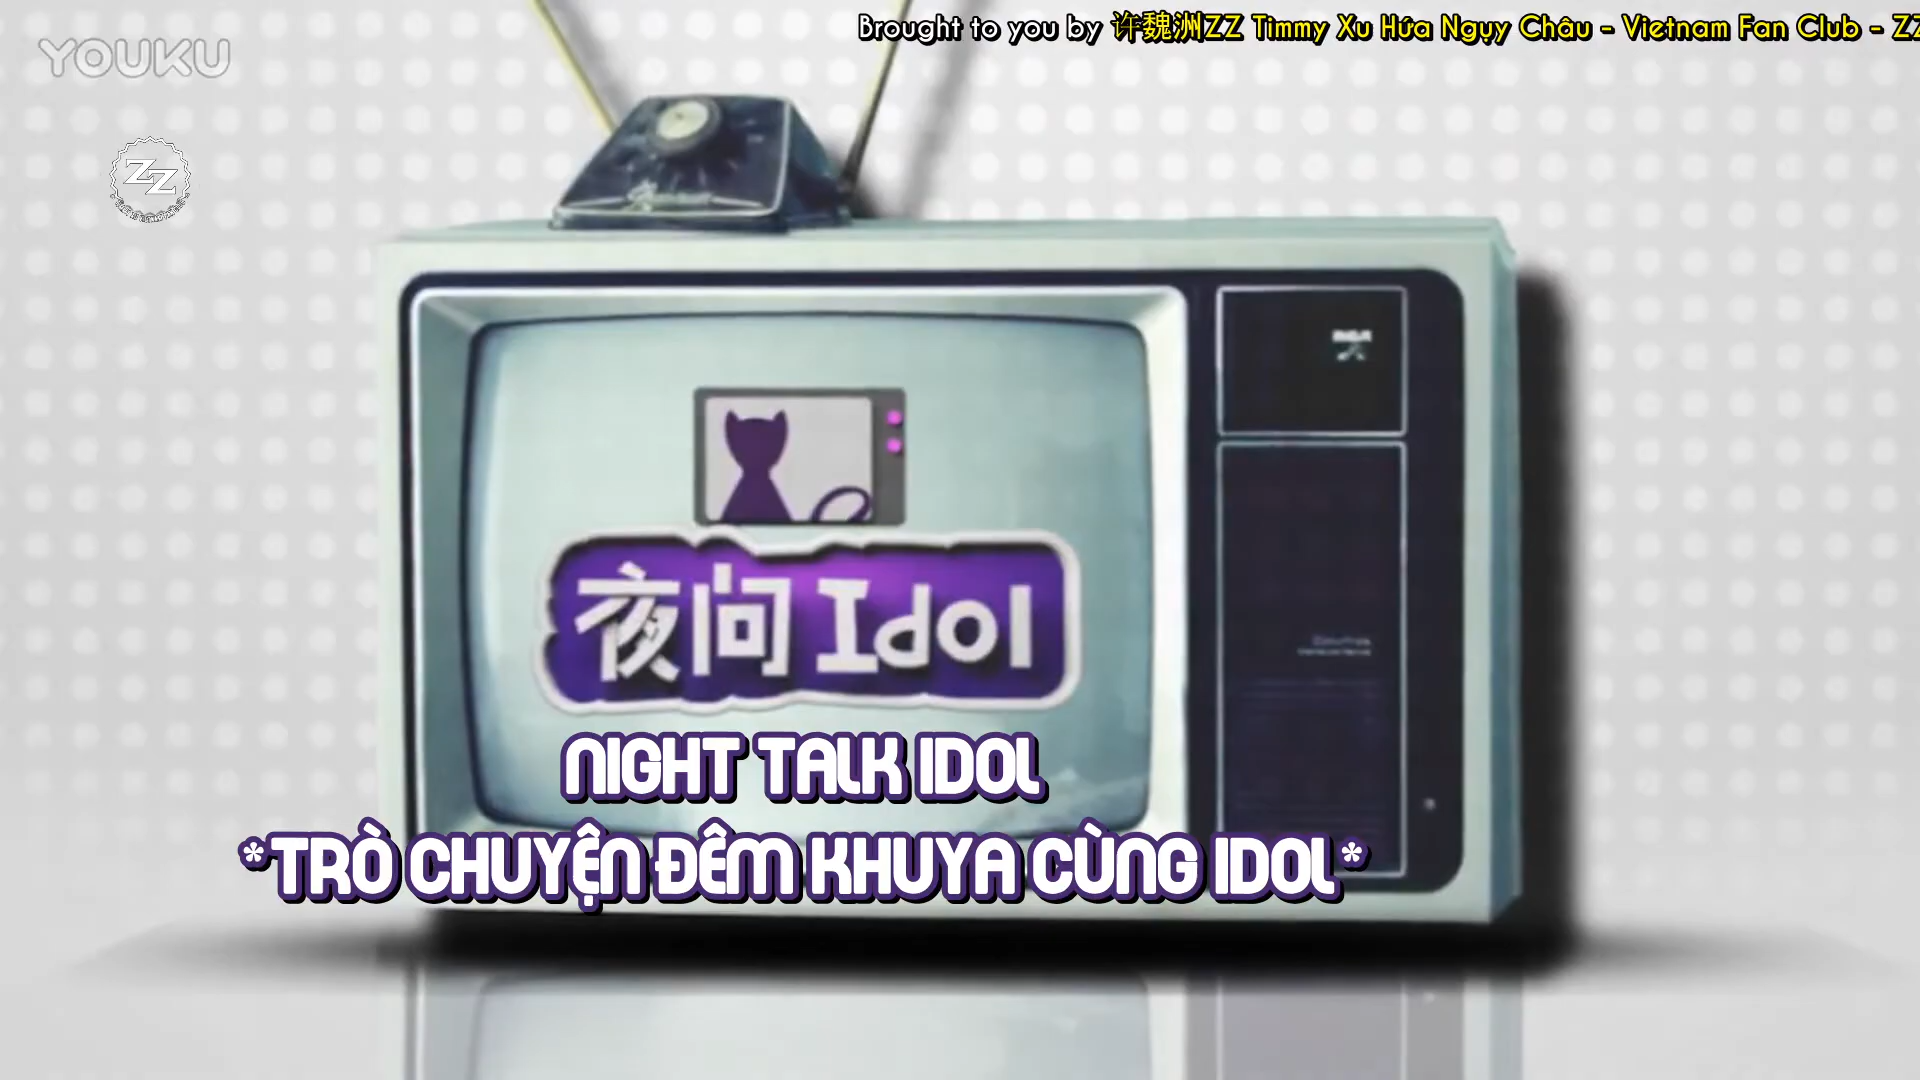 Brought to you by 许魏洲ZZ Timmy Xu Hứa Ngụy Châu - Vietnam Fan Club - ZZ
YOUKU
ZZ
RCA
夜问 Idol
NIGHT TALK IDOL
*TRÒ CHUYỆN ĐÊM KHUYA CÙNG IDOL*